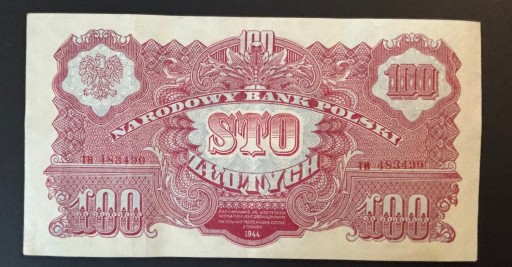 100
100
NARODOWY BANK POLSKI
STO
ZŁOTYCH
TH 483490 TH 483490
100 100
1944